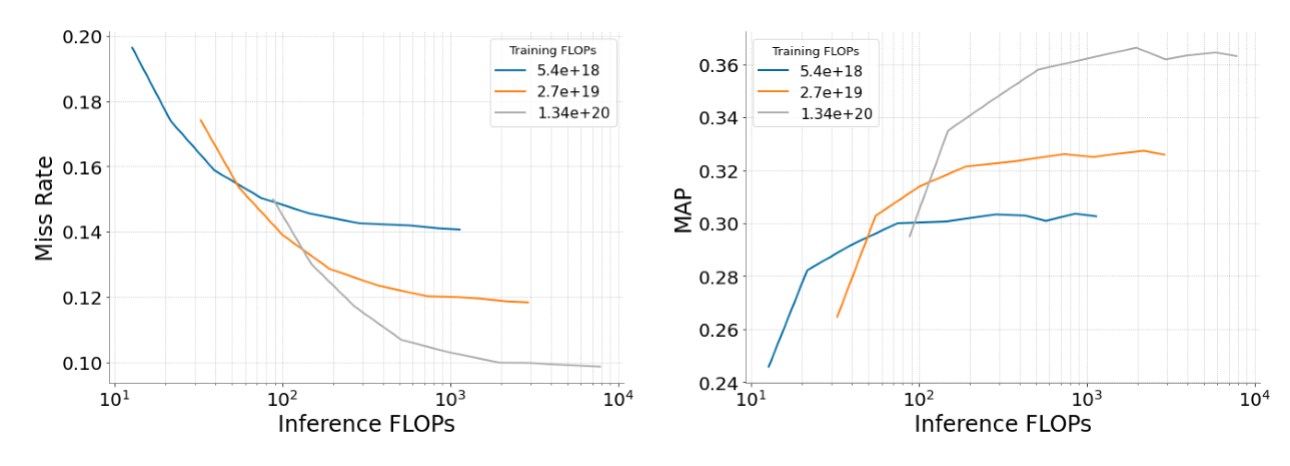 0.20
0.18
0.16
0.14
0.12
0.10
Miss Rate
10¹
10²
10³
10⁴
Inference FLOPs
Training FLOPs
5.4e+18
2.7e+19
1.34e+20
0.36
0.34
0.32
0.30
0.28
0.26
0.24
MAP
10¹
10²
10³
10⁴
Inference FLOPs
Training FLOPs
5.4e+18
2.7e+19
1.34e+20